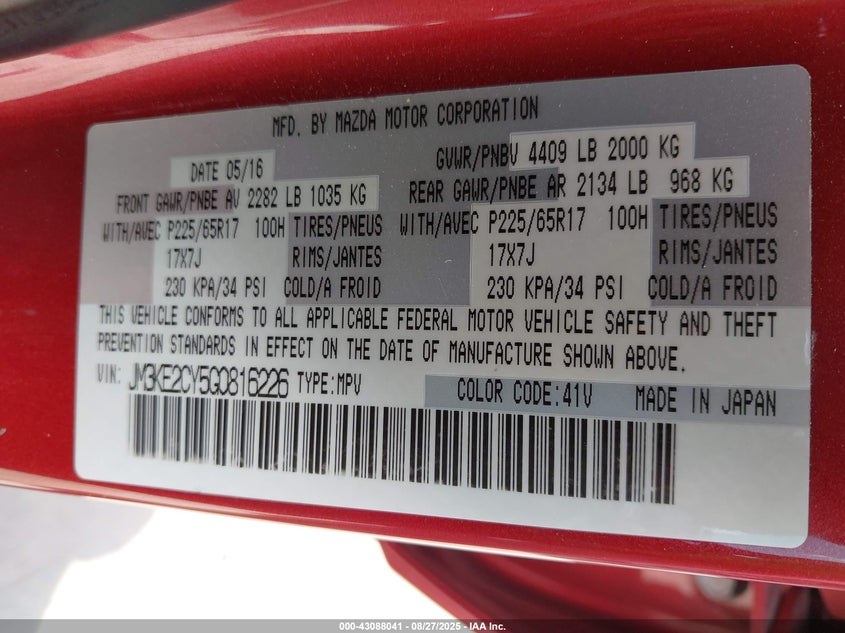 MFD. BY MAZDA MOTOR CORPORATION
DATE 05/16
GVWR/PNBV 4409 LB 2000 KG
FRONT GAWR/PNBE AV 2282 LB 1035 KG
REAR GAWR/PNBE AR 2134 LB 968 KG
WITH/AVEC P225/65R17 100H TIRES/PNEUS
WITH/AVEC P225/65R17 100H TIRES/PNEUS
17X7J RIMS/JANTES
17X7J RIMS/JANTES
230 KPA/34 PSI COLD/A FROID
230 KPA/34 PSI COLD/A FROID
THIS VEHICLE CONFORMS TO ALL APPLICABLE FEDERAL MOTOR VEHICLE SAFETY AND THEFT
PREVENTION STANDARDS IN EFFECT ON THE DATE OF MANUFACTURE SHOWN ABOVE.
VIN: JM3KE2CY5G0816226 TYPE:MPV
COLOR CODE:41V MADE IN JAPAN
000-43088041 - 08/27/2025 - IAA Inc.